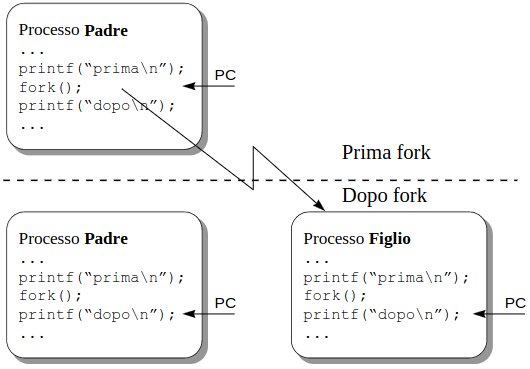 Processo Padre
...
printf(“prima\n”);
fork();
printf(“dopo\n”);
...
PC
Prima fork
Dopo fork
Processo Padre
...
printf(“prima\n”);
fork();
printf(“dopo\n”);
...
PC
Processo Figlio
...
printf(“prima\n”);
fork();
printf(“dopo\n”);
...
PC